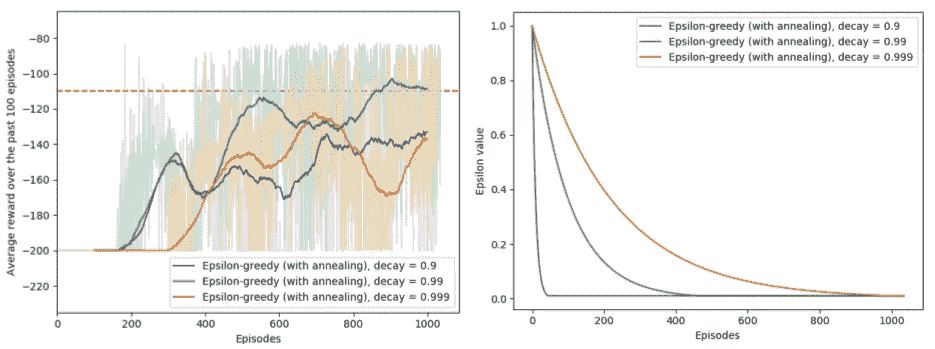 Average reward over the past 100 episodes
−80
−100
−120
−140
−160
−180
−200
−220
Epsilon-greedy (with annealing), decay = 0.9
Epsilon-greedy (with annealing), decay = 0.99
Epsilon-greedy (with annealing), decay = 0.999
0
200
400
600
800
1000
Episodes
Epsilon value
1.0
0.8
0.6
0.4
0.2
0.0
Epsilon-greedy (with annealing), decay = 0.9
Epsilon-greedy (with annealing), decay = 0.99
Epsilon-greedy (with annealing), decay = 0.999
0
200
400
600
800
1000
Episodes